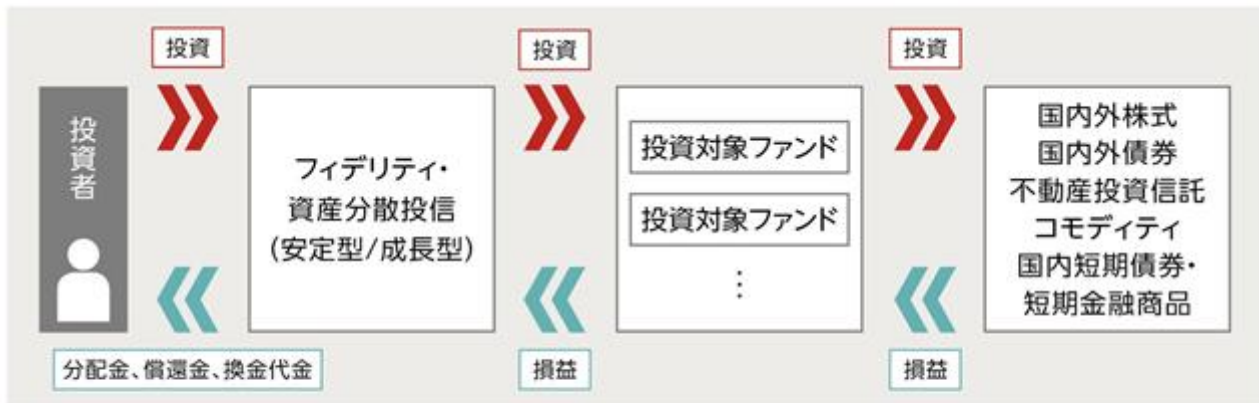 投資
投資
投資
投資者
フィデリティ・
資産分散投信
(安定型/成長型)
投資対象ファンド
投資対象ファンド
⋮
国内外株式
国内外債券
不動産投資信託
コモディティ
国内短期債券・
短期金融商品
分配金、償還金、換金代金
損益
損益